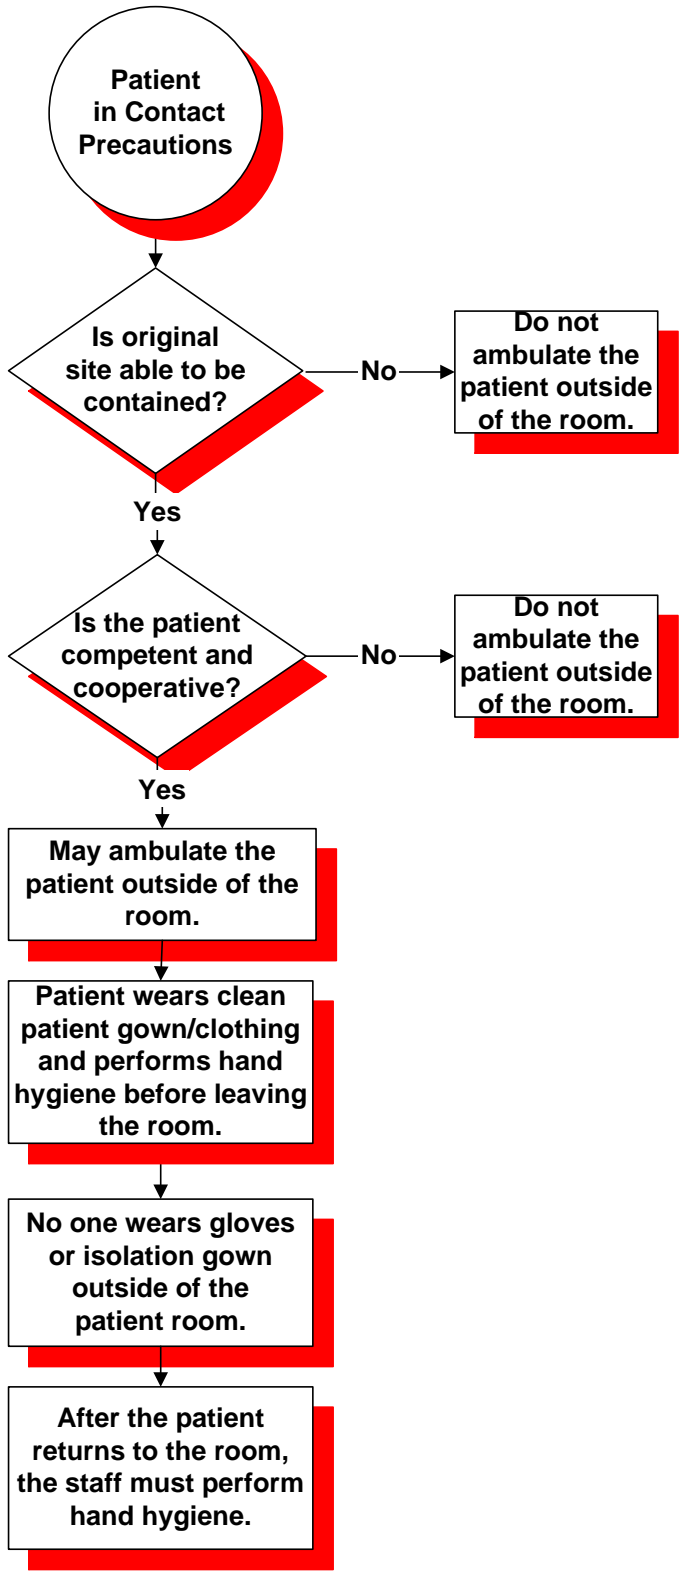 Patient
in Contact
Precautions
Is original
site able to be
contained?
No
Do not
ambulate the
patient outside
of the room.
Yes
Is the patient
competent and
cooperative?
No
Do not
ambulate the
patient outside
of the room.
Yes
May ambulate the
patient outside of the
room.
Patient wears clean
patient gown/clothing
and performs hand
hygiene before leaving
the room.
No one wears gloves
or isolation gown
outside of the
patient room.
After the patient
returns to the room,
the staff must perform
hand hygiene.